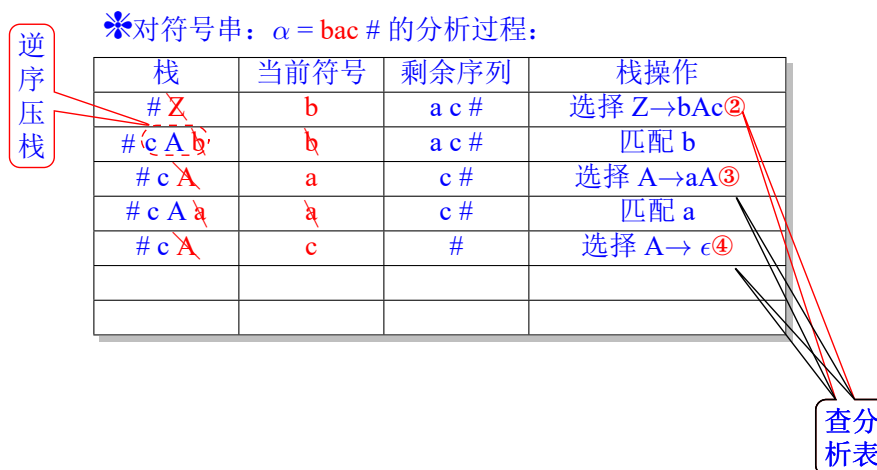 ❋对符号串：α = bac # 的分析过程：
逆序压栈
栈 当前符号 剩余序列 栈操作
# Z b a c # 选择 Z→bAc②
# c A b b a c # 匹配 b
# c A a c # 选择 A→aA③
# c A a a c # 匹配 a
# c A c # 选择 A→ ϵ④
查分
析表